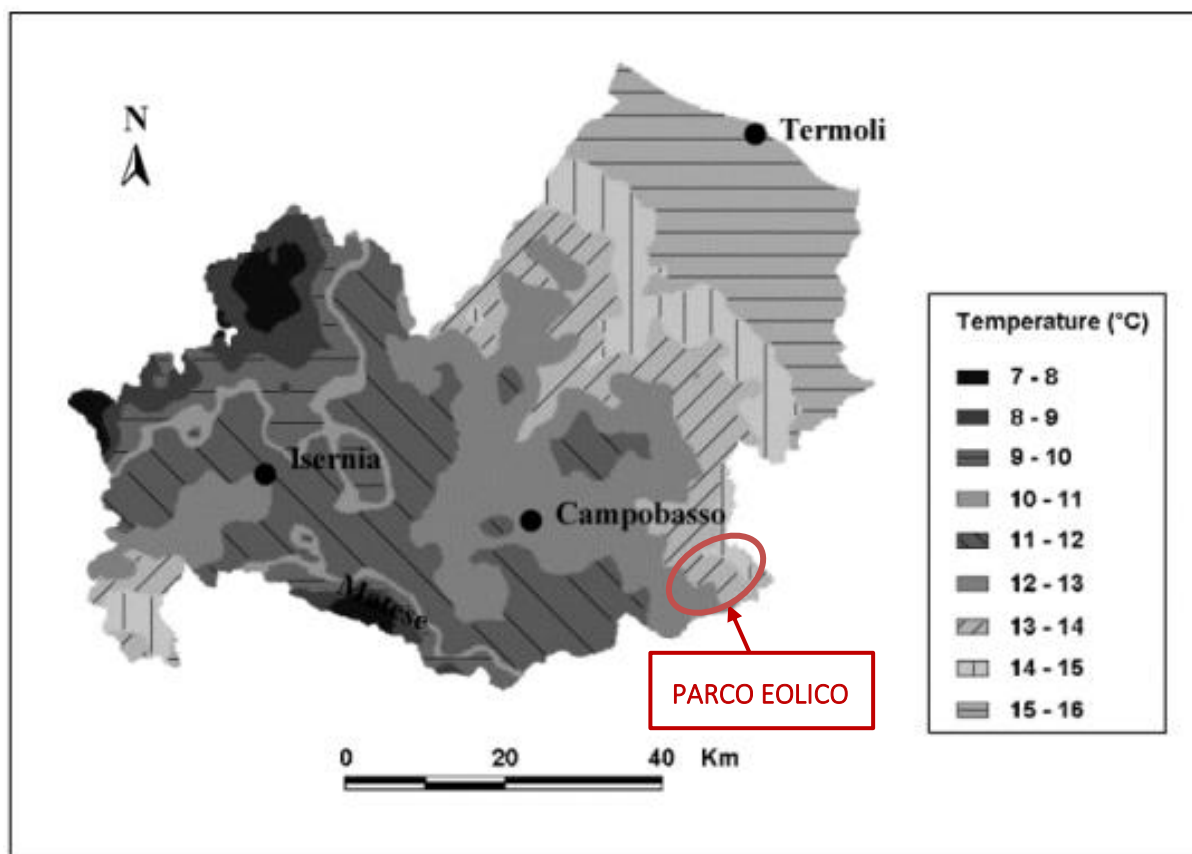 N
Termoli
Isernia
Campobasso
Matese
PARCO EOLICO
0 20 40 Km
Temperature (°C)
7 - 8
8 - 9
9 - 10
10 - 11
11 - 12
12 - 13
13 - 14
14 - 15
15 - 16